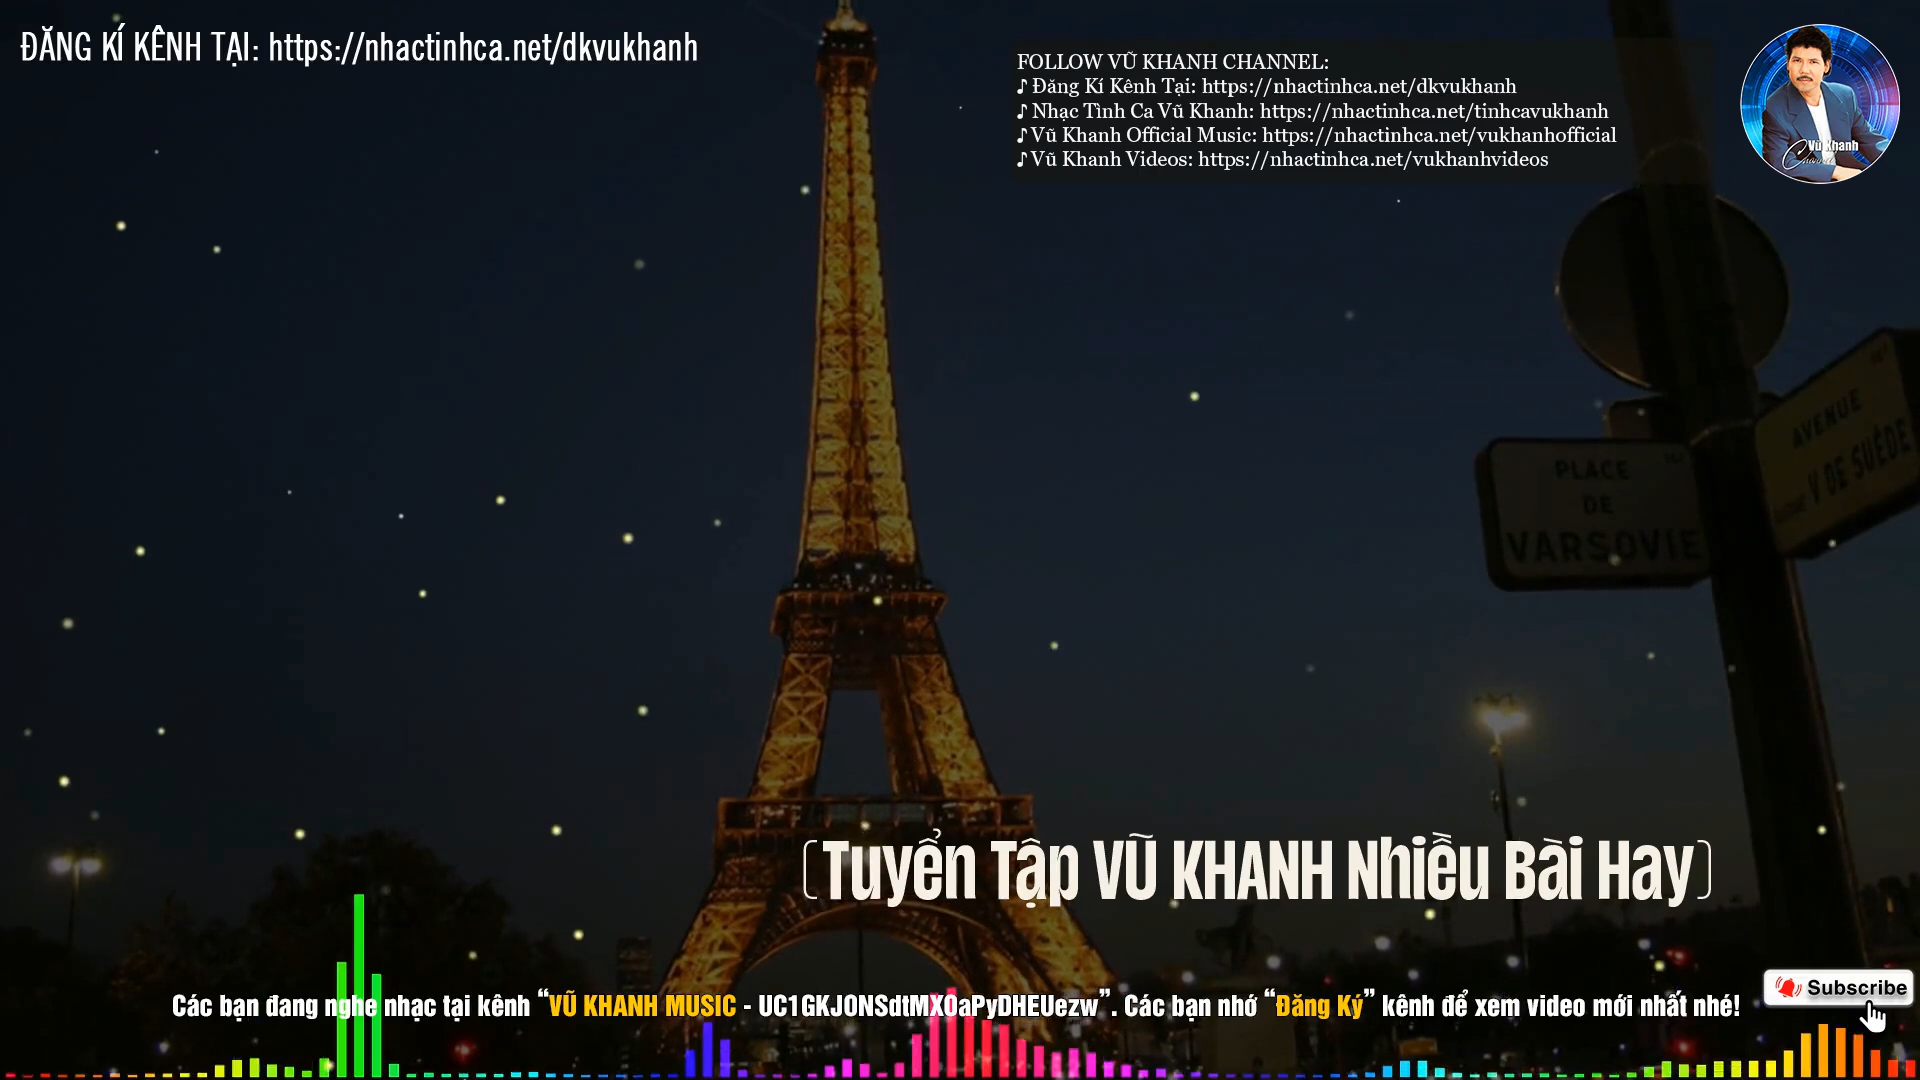 ĐĂNG KÍ KÊNH TẠI: https://nhactinhca.net/dkvukhanh
FOLLOW VŨ KHANH CHANNEL:
♪ Đăng Kí Kênh Tại: https://nhactinhca.net/dkvukhanh
♪ Nhạc Tình Ca Vũ Khanh: https://nhactinhca.net/tinhcavukhanh
♪ Vũ Khanh Official Music: https://nhactinhca.net/vukhanhofficial
♪ Vũ Khanh Videos: https://nhactinhca.net/vukhanhvideos
Vũ Khanh
Channel
AVENUE
V DE SUÈDE
PLACE
DE
VARSOVIE
(Tuyển Tập VŨ KHANH Nhiều Bài Hay)
Subscribe
Các bạn đang nghe nhạc tại kênh “VŨ KHANH MUSIC - UC1GKJONSdtMXOaPyDHEUezw”. Các bạn nhớ “Đăng Ký” kênh để xem video mới nhất nhé!